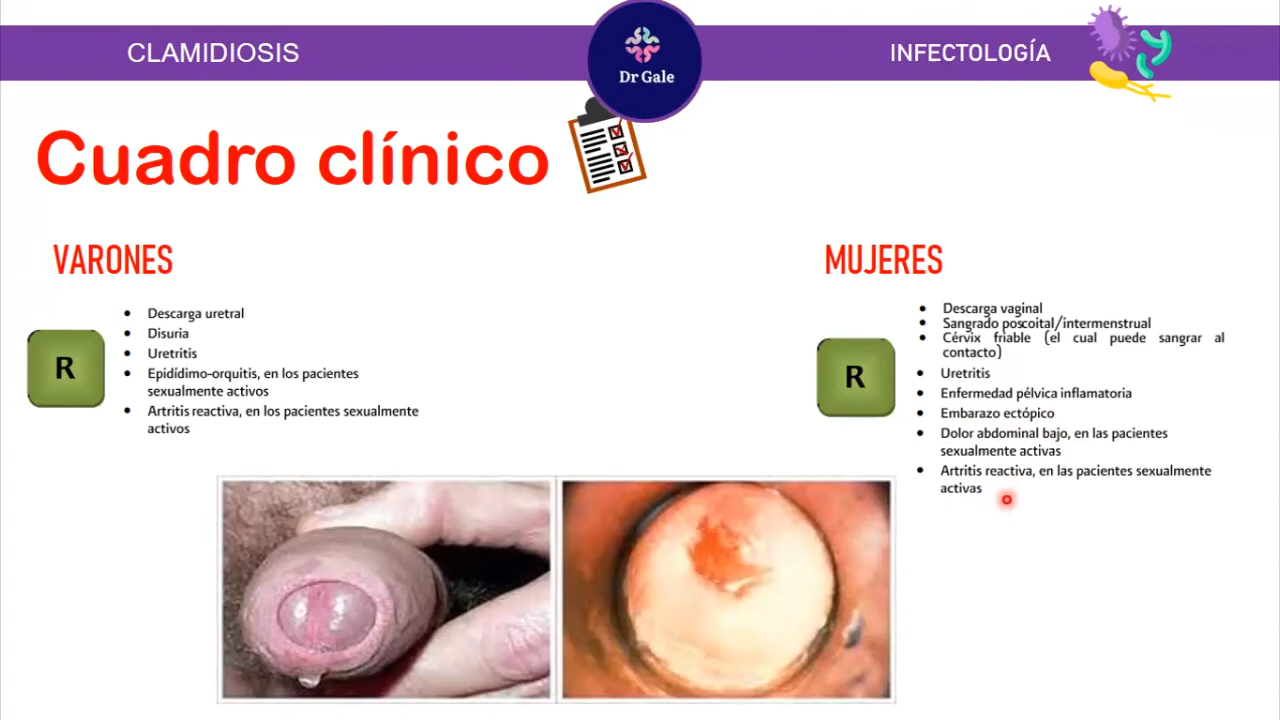 CLAMIDIOSIS
Dr Gale
INFECTOLOGÍA
Cuadro clínico
VARONES
R
• Descarga uretral
• Disuria
• Uretritis
• Epidídimo-orquitis, en los pacientes
sexualmente activos
• Artritis reactiva, en los pacientes sexualmente
activos
MUJERES
R
• Descarga vaginal
• Sangrado poscoital/intermenstrual
• Cérvix friable (el cual puede sangrar al
contacto)
• Uretritis
• Enfermedad pélvica inflamatoria
• Embarazo ectópico
• Dolor abdominal bajo, en las pacientes
sexualmente activas
• Artritis reactiva, en las pacientes sexualmente
activas